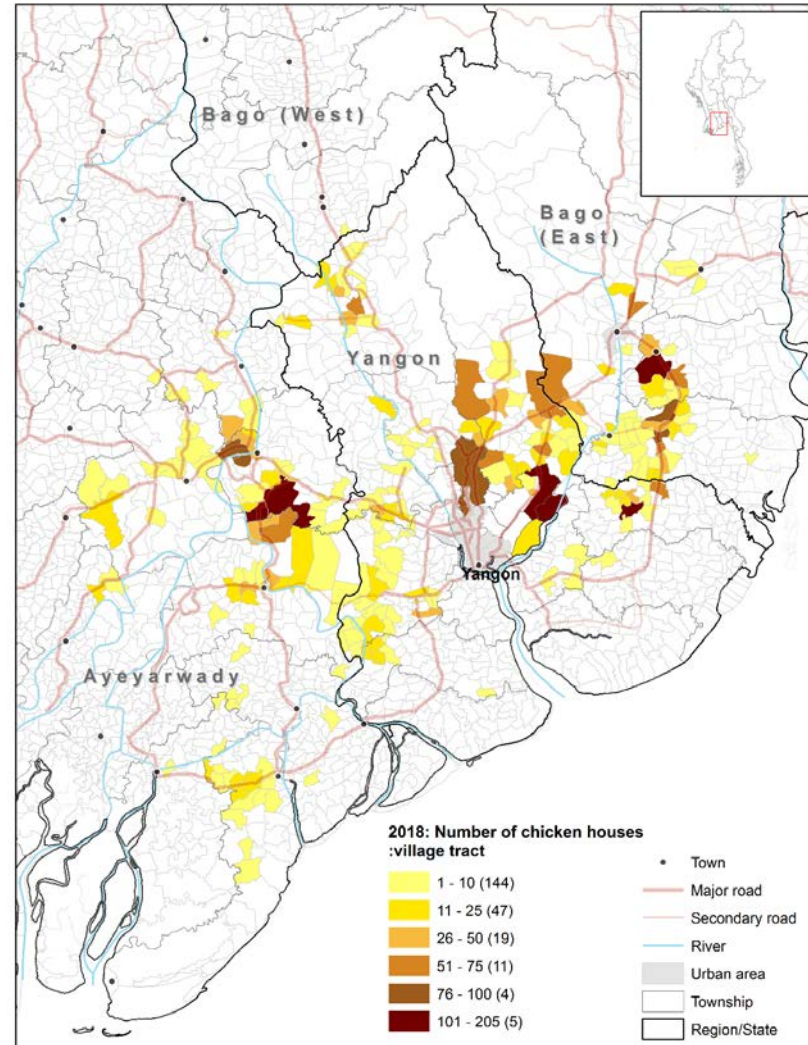 Bago (West)
Bago
(East)
Yangon
Yangon
Ayeyarwady
2018: Number of chicken houses
:village tract
1 - 10 (144)
11 - 25 (47)
26 - 50 (19)
51 - 75 (11)
76 - 100 (4)
101 - 205 (5)
Town
Major road
Secondary road
River
Urban area
Township
Region/State